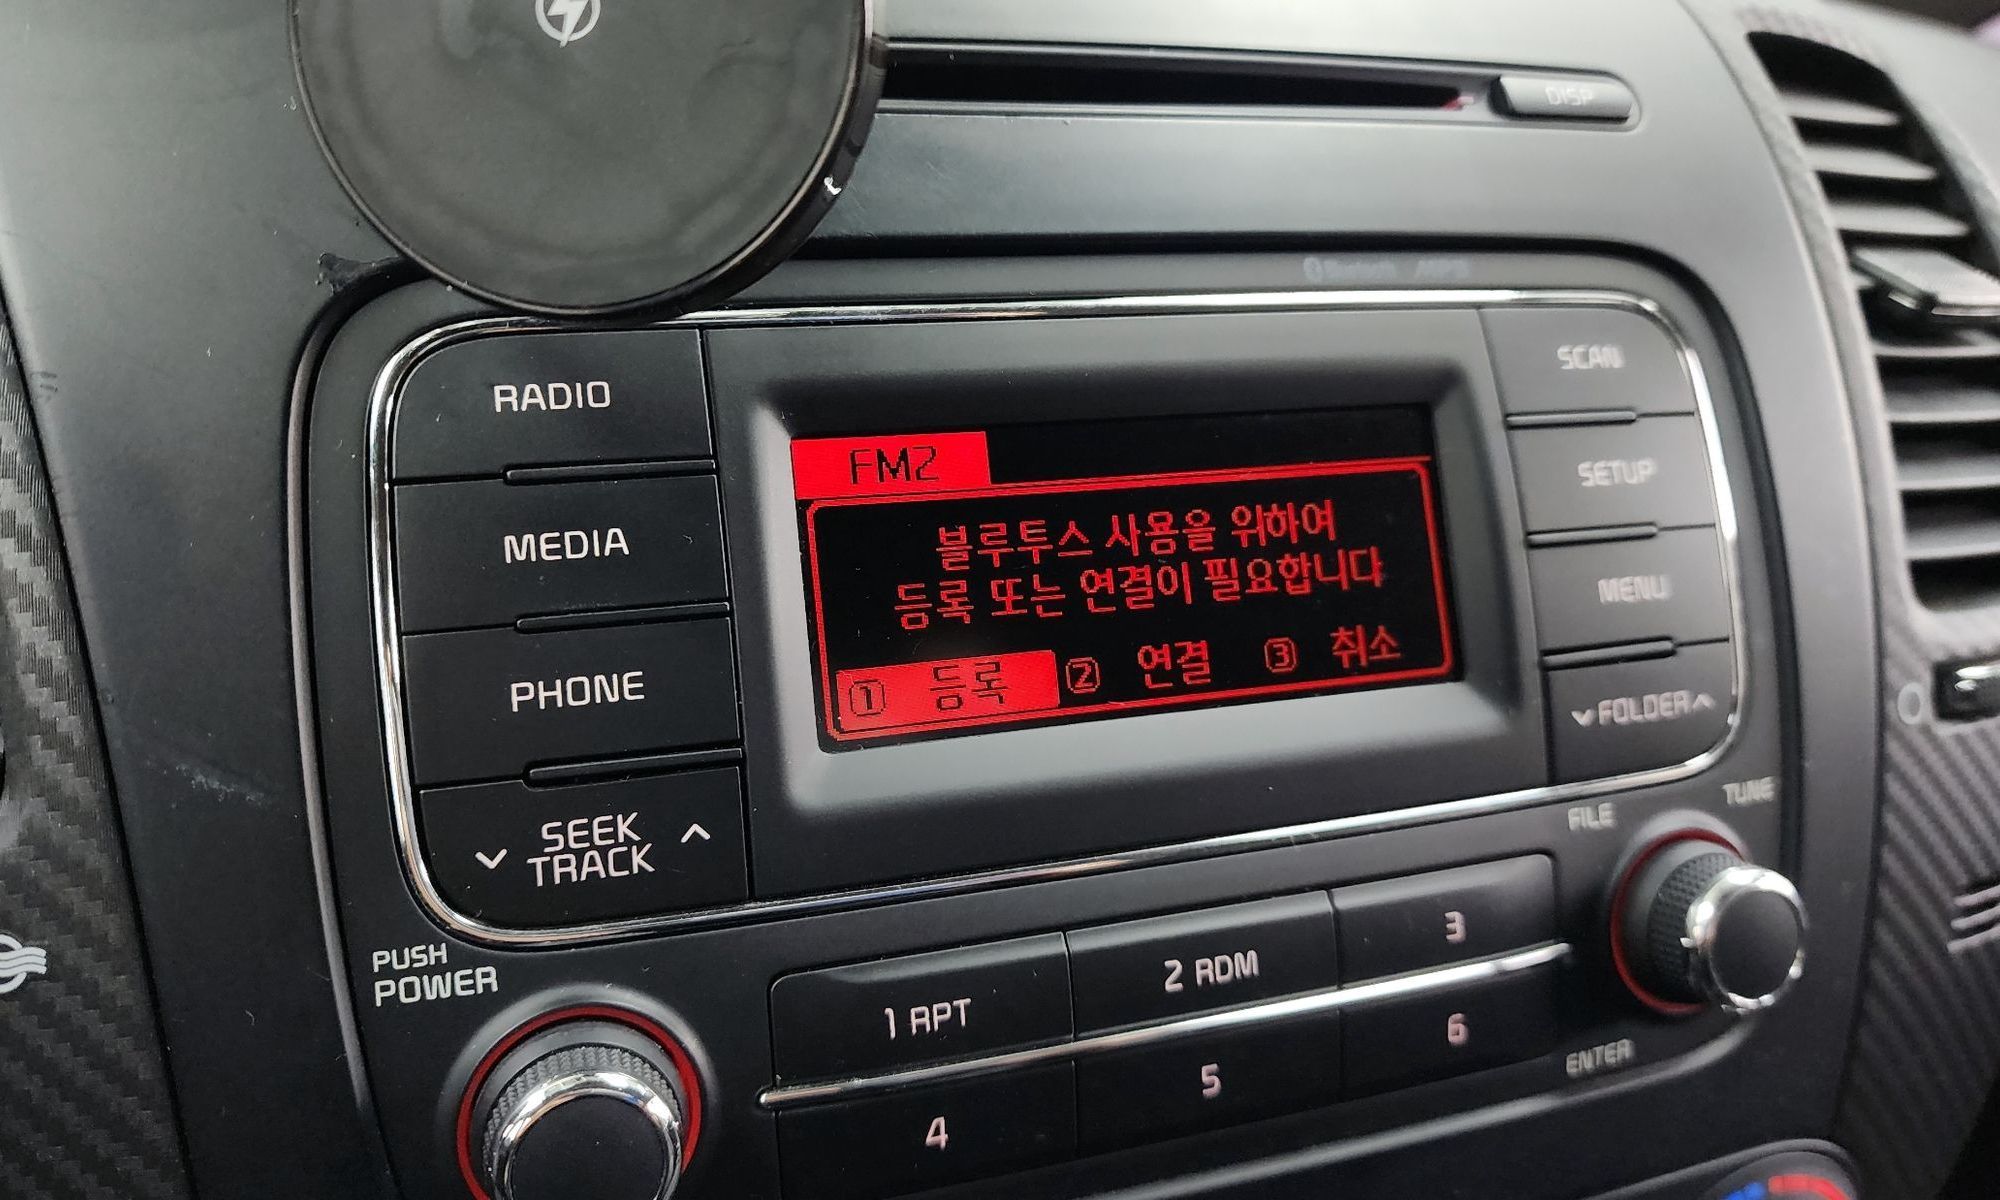 DISP
Bluetooth
RADIO
MEDIA
PHONE
SEEK
TRACK
FM2
블루투스 사용을 위하여
등록 또는 연결이 필요합니다
① 등록 ② 연결 ③ 취소
SCAN
SETUP
MENU
FOLDER
FILE
TUNE
PUSH
POWER
1 RPT
2 RDM
3
4
5
6
ENTER